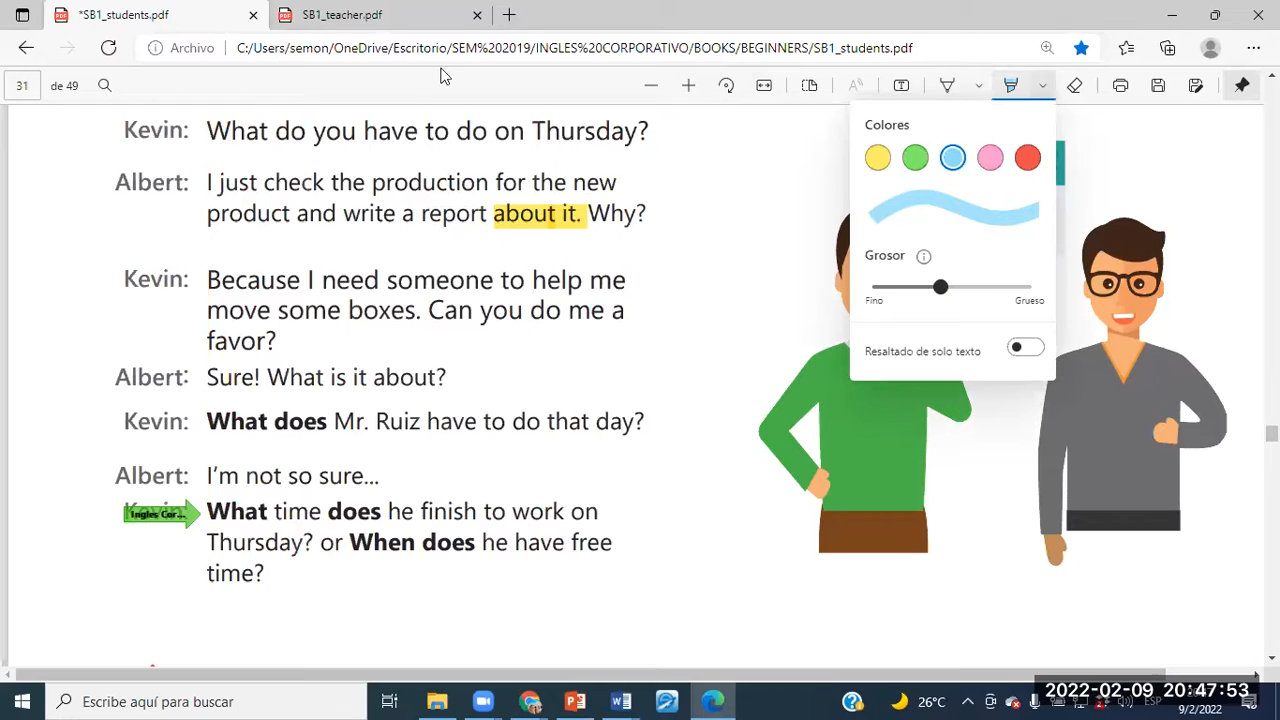 *SB1_students.pdf
SB1_teacher.pdf
Archivo
C:/Users/semon/OneDrive/Escritorio/SEM%202019/INGLES%20CORPORATIVO/BOOKS/BEGINNERS/SB1_students.pdf
31 de 49
Kevin: What do you have to do on Thursday?
Albert: I just check the production for the new
product and write a report about it. Why?
Kevin: Because I need someone to help me
move some boxes. Can you do me a
favor?
Albert: Sure! What is it about?
Kevin: What does Mr. Ruiz have to do that day?
Albert: I'm not so sure...
Kevin: What time does he finish to work on
Ingles Cor...
Thursday? or When does he have free
time?
Colores
Grosor
Fino Grueso
Resaltado de solo texto
Escribe aquí para buscar
26°C
ESP
2022-02-09 20:47:53
9/2/2022